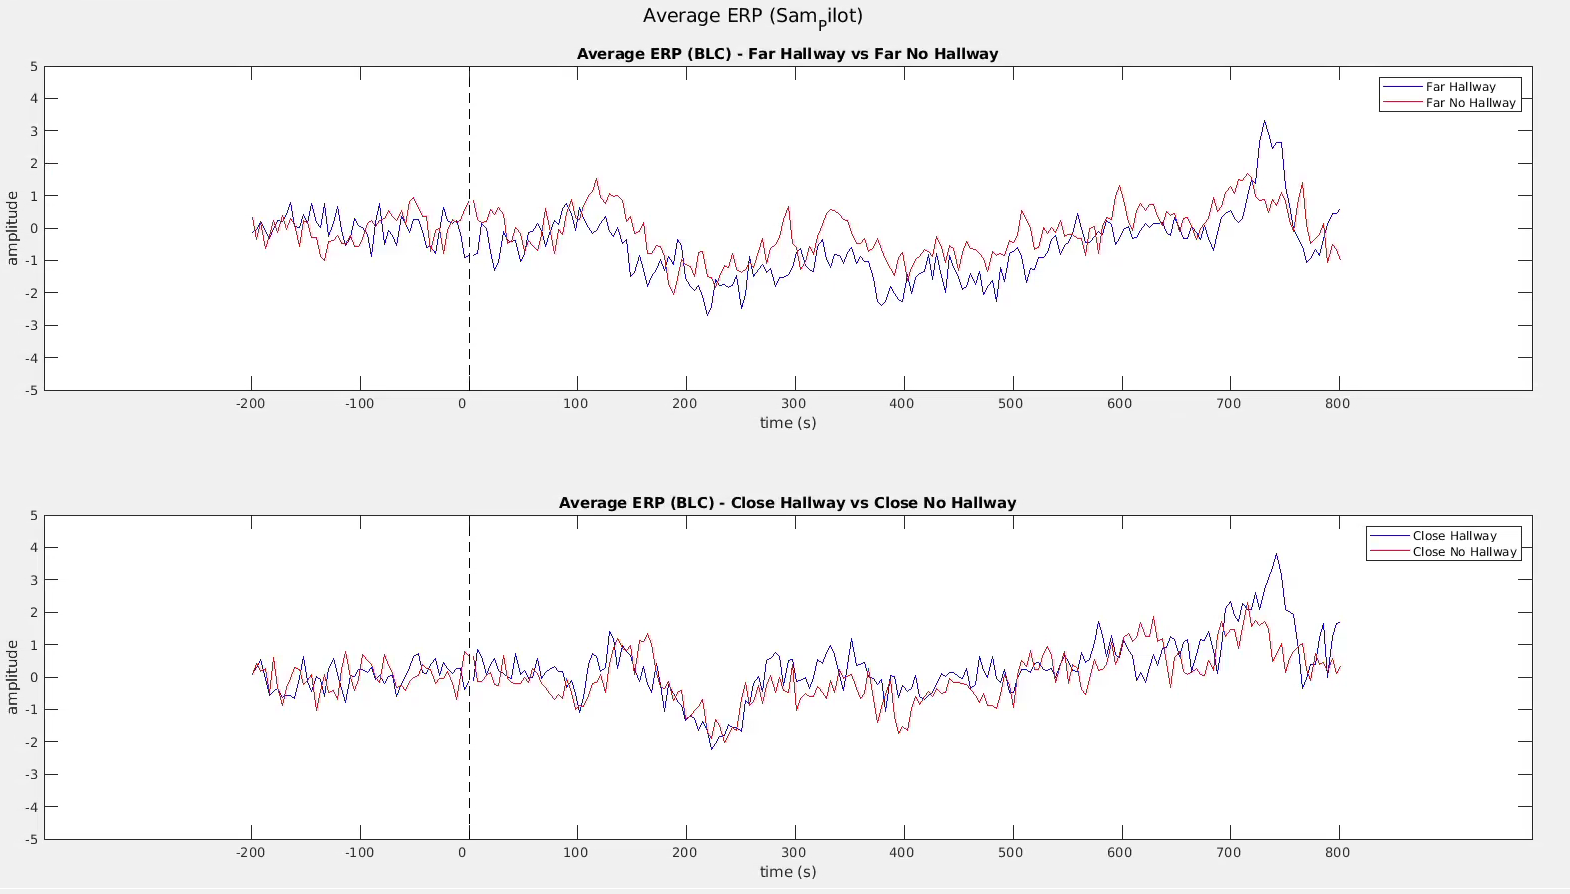 Average ERP (Sam_Pilot)
Average ERP (BLC) - Far Hallway vs Far No Hallway
5
4
3
2
1
0
-1
-2
-3
-4
-5
amplitude
Far Hallway
Far No Hallway
-200 -100 0 100 200 300 400 500 600 700 800
time (s)
Average ERP (BLC) - Close Hallway vs Close No Hallway
5
4
3
2
1
0
-1
-2
-3
-4
-5
amplitude
Close Hallway
Close No Hallway
-200 -100 0 100 200 300 400 500 600 700 800
time (s)